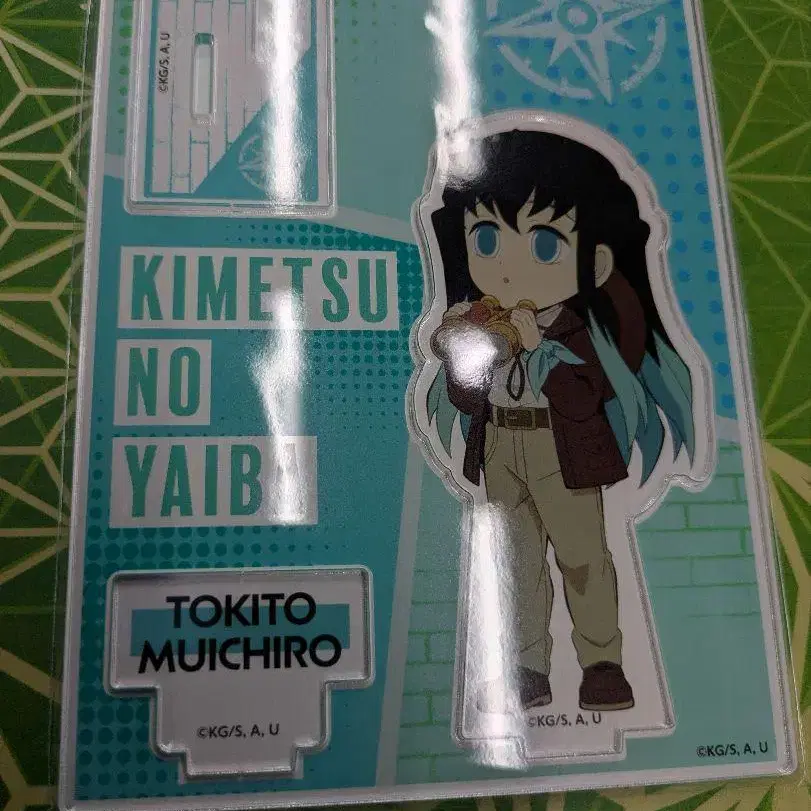 ©KG/S, A, U
KIMETSU
NO
YAIBA
TOKITO
MUICHIRO
©KG/S, A, U
©KG/S, A, U
©KG/S, A, U